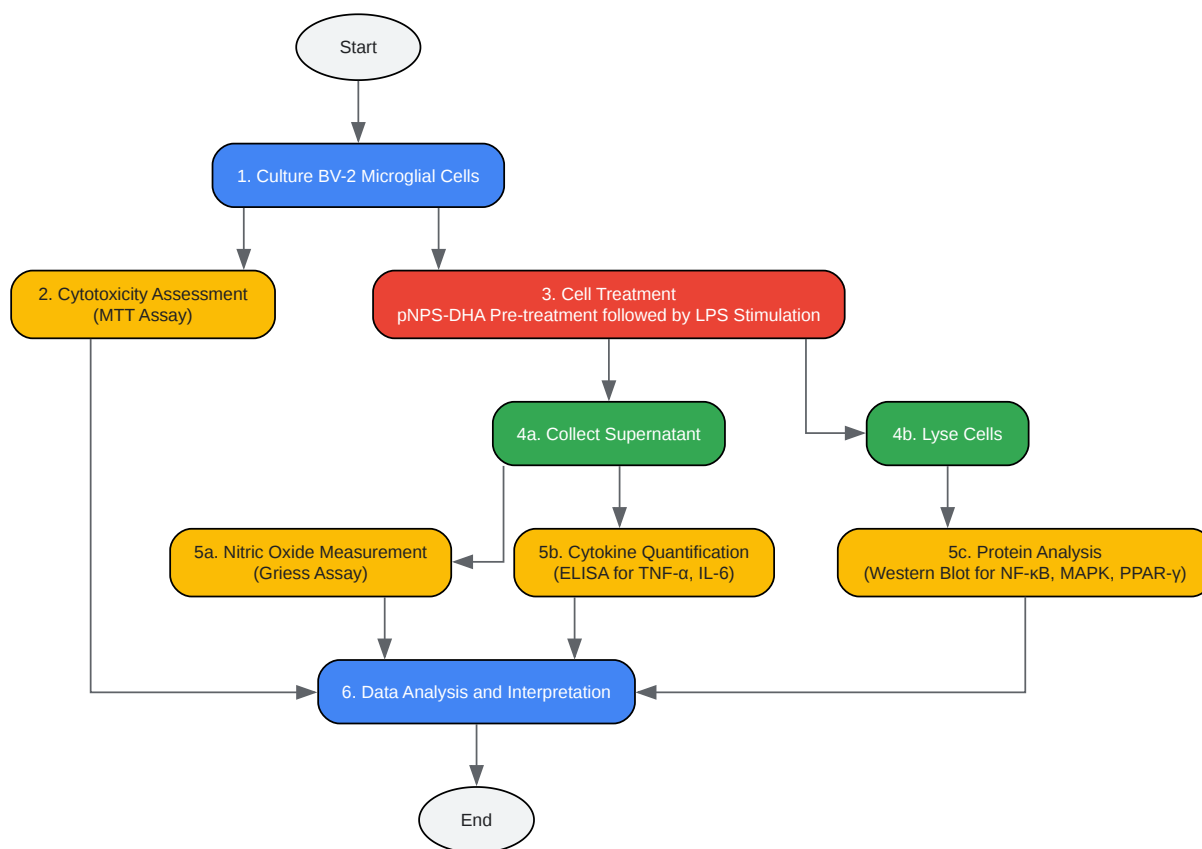 Start
1. Culture BV-2 Microglial Cells
2. Cytotoxicity Assessment
(MTT Assay)
3. Cell Treatment
pNPS-DHA Pre-treatment followed by LPS Stimulation
4a. Collect Supernatant
4b. Lyse Cells
5a. Nitric Oxide Measurement
(Griess Assay)
5b. Cytokine Quantification
(ELISA for TNF-α, IL-6)
5c. Protein Analysis
(Western Blot for NF-κB, MAPK, PPAR-γ)
6. Data Analysis and Interpretation
End